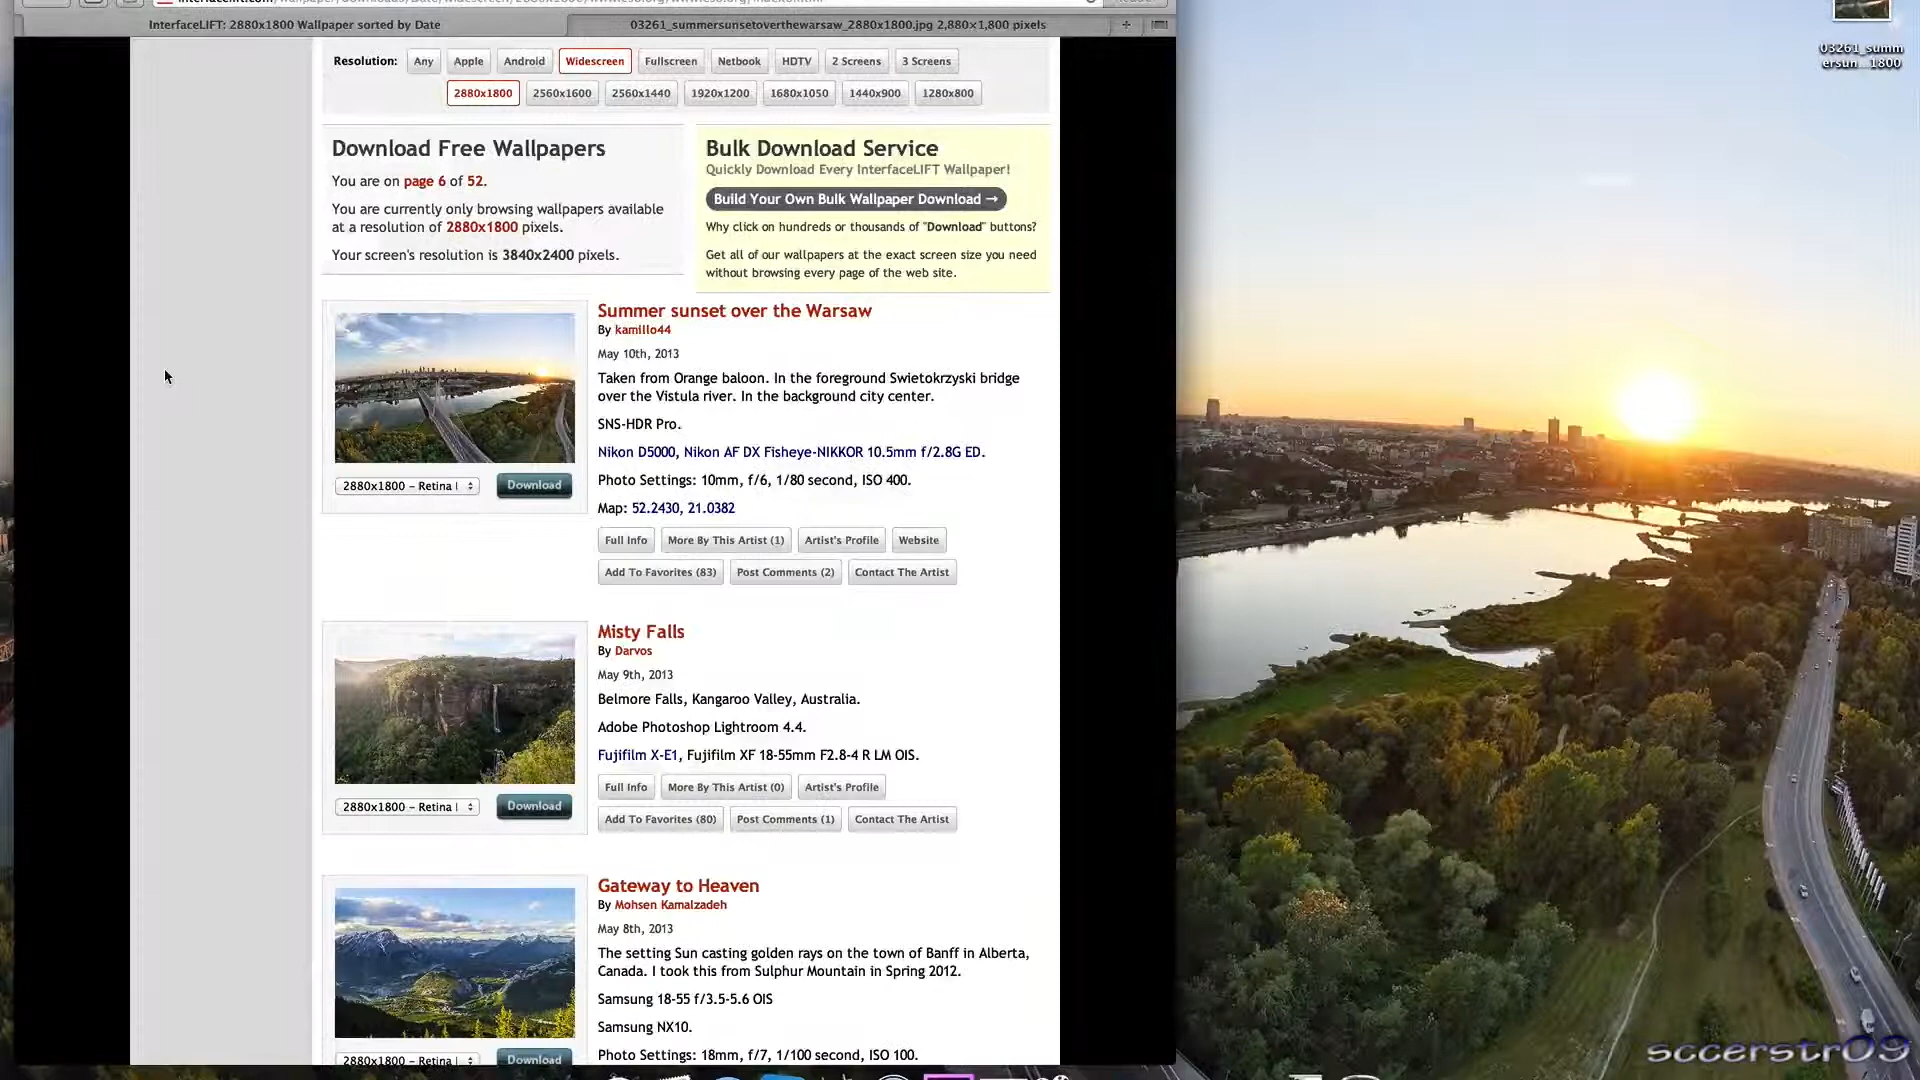 InterfaceLIFT: 2880x1800 Wallpaper sorted by Date
03261_summersunsetoverthewarsaw_2880x1800.jpg 2,880×1,800 pixels
03261_summ
ersun...1800
Resolution: Any Apple Android Widescreen Fullscreen Netbook HDTV 2 Screens 3 Screens
2880x1800 2560x1600 2560x1440 1920x1200 1680x1050 1440x900 1280x800
Download Free Wallpapers
You are on page 6 of 52.
You are currently only browsing wallpapers available
at a resolution of 2880x1800 pixels.
Your screen's resolution is 3840x2400 pixels.
Bulk Download Service
Quickly Download Every InterfaceLIFT Wallpaper!
Build Your Own Bulk Wallpaper Download →
Why click on hundreds or thousands of "Download" buttons?
Get all of our wallpapers at the exact screen size you need
without browsing every page of the web site.
Summer sunset over the Warsaw
By kamillo44
May 10th, 2013
Taken from Orange baloon. In the foreground Swietokrzyski bridge
over the Vistula river. In the background city center.
SNS-HDR Pro.
Nikon D5000, Nikon AF DX Fisheye-NIKKOR 10.5mm f/2.8G ED.
Photo Settings: 10mm, f/6, 1/80 second, ISO 400.
Map: 52.2430, 21.0382
2880x1800 – Retina Download
Full Info More By This Artist (1) Artist's Profile Website
Add To Favorites (83) Post Comments (2) Contact The Artist
Misty Falls
By Darvos
May 9th, 2013
Belmore Falls, Kangaroo Valley, Australia.
Adobe Photoshop Lightroom 4.4.
Fujifilm X-E1, Fujifilm XF 18-55mm F2.8-4 R LM OIS.
2880x1800 – Retina Download
Full Info More By This Artist (0) Artist's Profile
Add To Favorites (80) Post Comments (1) Contact The Artist
Gateway to Heaven
By Mohsen Kamalzadeh
May 8th, 2013
The setting Sun casting golden rays on the town of Banff in Alberta,
Canada. I took this from Sulphur Mountain in Spring 2012.
Samsung 18-55 f/3.5-5.6 OIS
Samsung NX10.
Photo Settings: 18mm, f/7, 1/100 second, ISO 100.
2880x1800 – Retina Download
sccerstr09